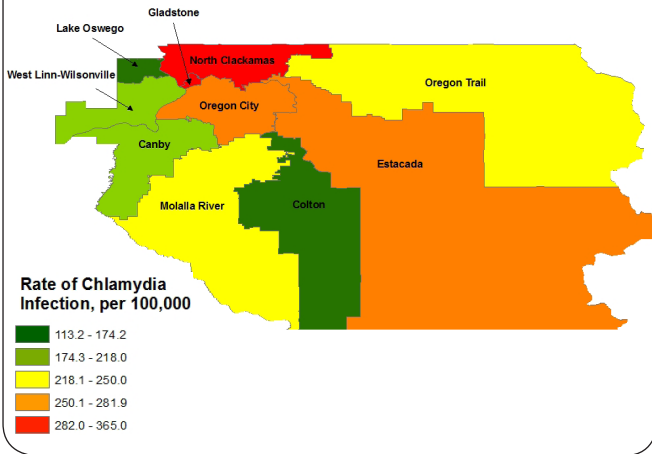 Gladstone
Lake Oswego
North Clackamas
West Linn-Wilsonville
Oregon Trail
Oregon City
Canby
Estacada
Molalla River
Colton
Rate of Chlamydia
Infection, per 100,000
113.2 - 174.2
174.3 - 218.0
218.1 - 250.0
250.1 - 281.9
282.0 - 365.0